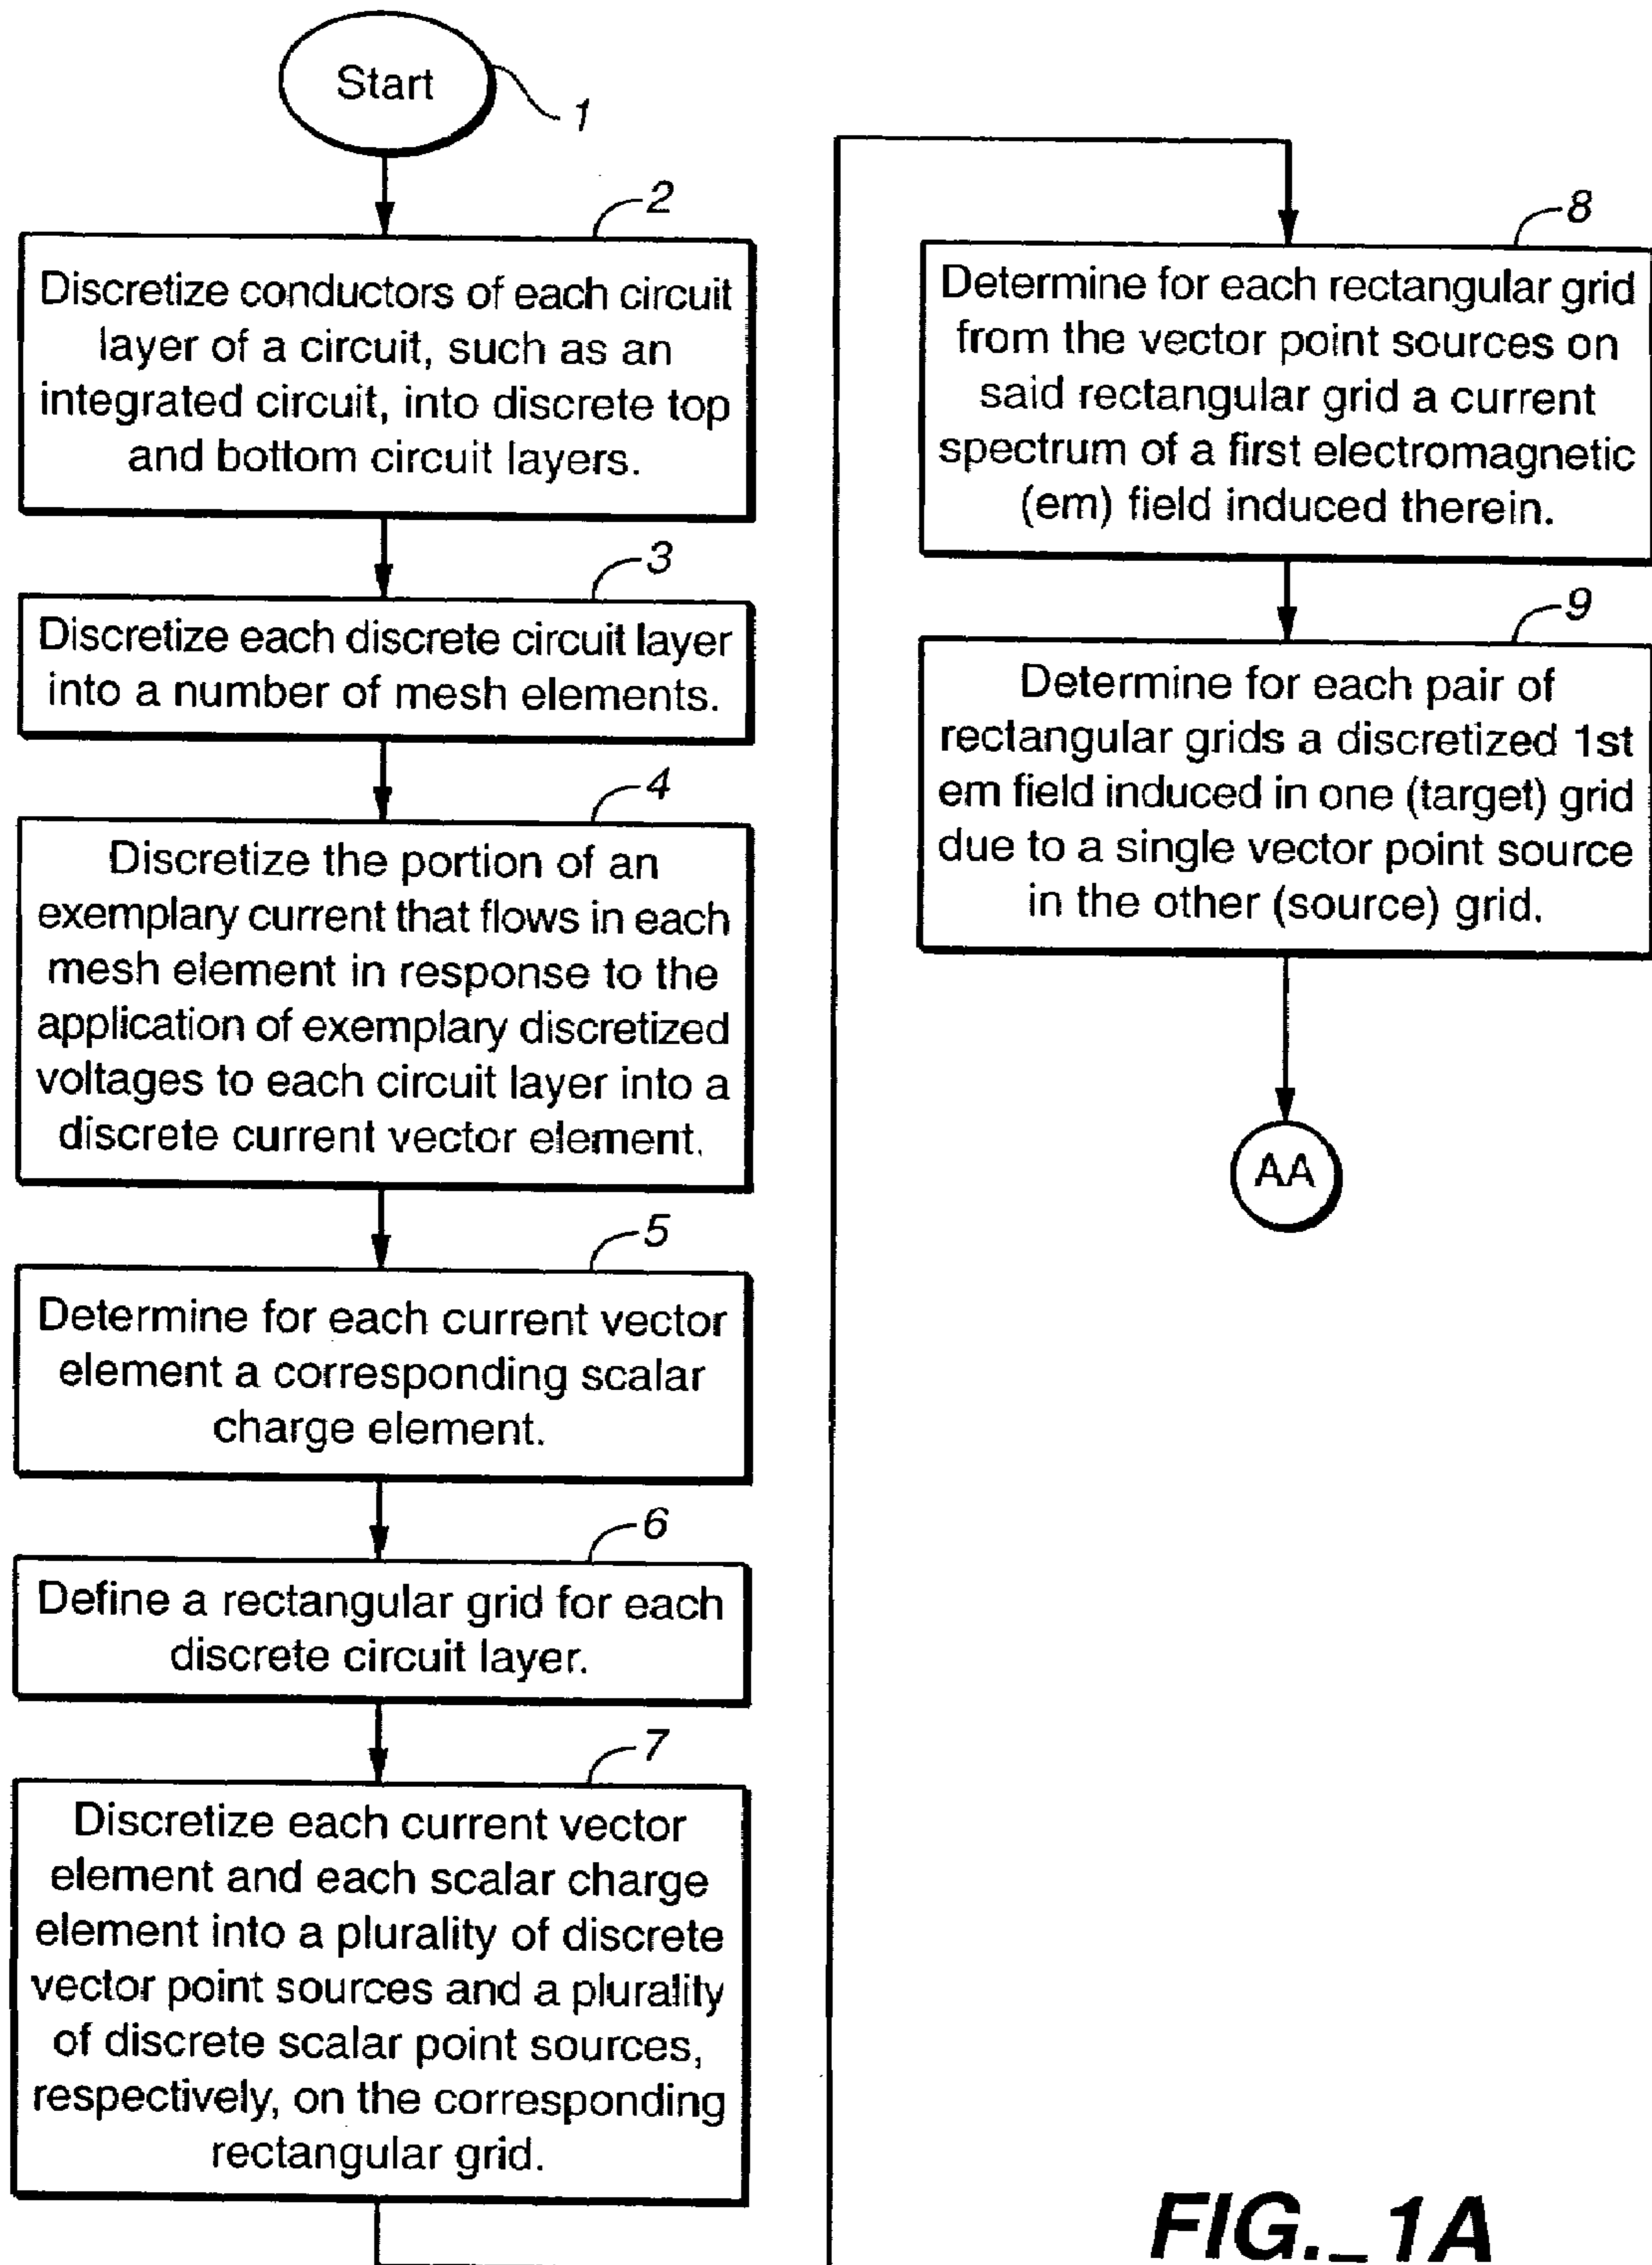 Start
1
2
Discretize conductors of each circuit
layer of a circuit, such as an
integrated circuit, into discrete top
and bottom circuit layers.
3
Discretize each discrete circuit layer
into a number of mesh elements.
4
Discretize the portion of an
exemplary current that flows in each
mesh element in response to the
application of exemplary discretized
voltages to each circuit layer into a
discrete current vector element.
5
Determine for each current vector
element a corresponding scalar
charge element.
6
Define a rectangular grid for each
discrete circuit layer.
7
Discretize each current vector
element and each scalar charge
element into a plurality of discrete
vector point sources and a plurality
of discrete scalar point sources,
respectively, on the corresponding
rectangular grid.
8
Determine for each rectangular grid
from the vector point sources on
said rectangular grid a current
spectrum of a first electromagnetic
(em) field induced therein.
9
Determine for each pair of
rectangular grids a discretized 1st
em field induced in one (target) grid
due to a single vector point source
in the other (source) grid.
AA
FIG._1A